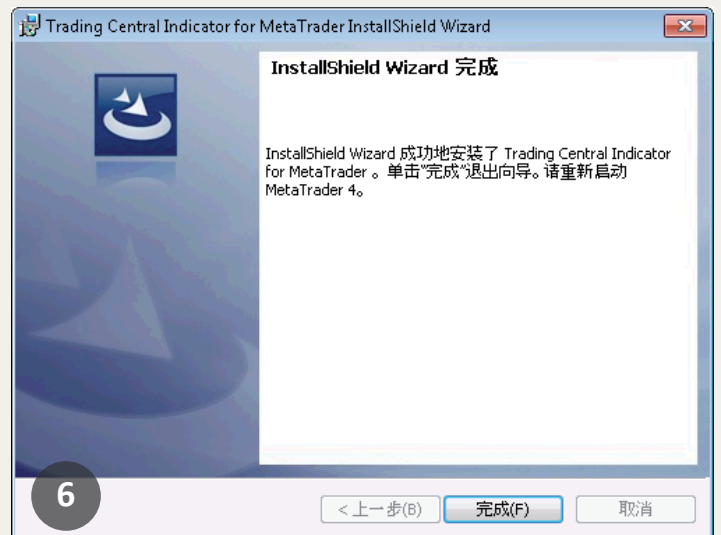 Trading Central Indicator for MetaTrader InstallShield Wizard
InstallShield Wizard 完成
InstallShield Wizard 成功地安装了 Trading Central Indicator
for MetaTrader 。单击“完成”退出向导。请重新启动
MetaTrader 4。
6
< 上一步(B) 完成(F) 取消